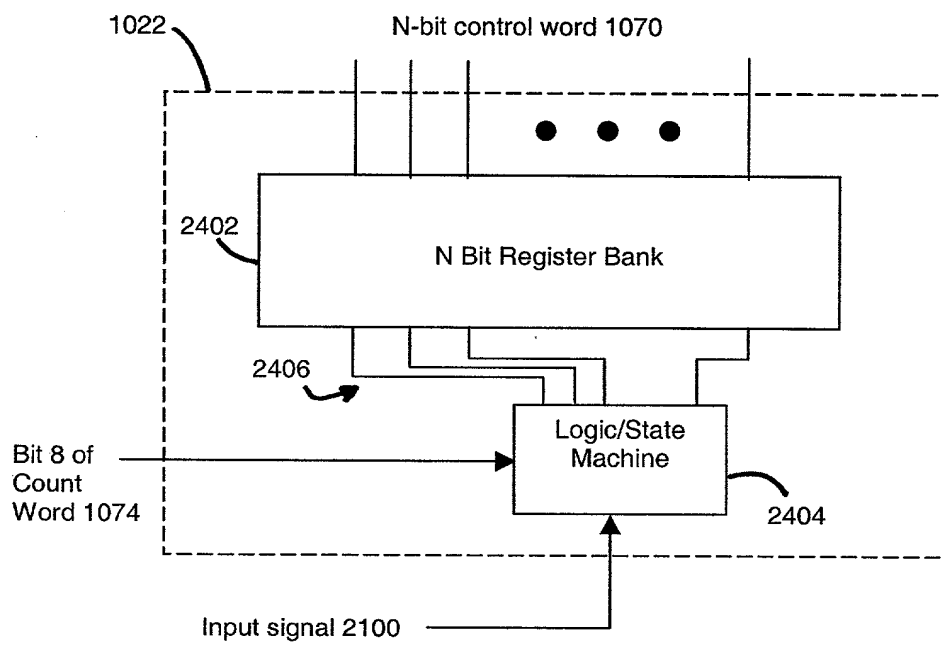 1022
N-bit control word 1070
2402
N Bit Register Bank
2406
Logic/State
Machine
Bit 8 of
Count
Word 1074
2404
Input signal 2100